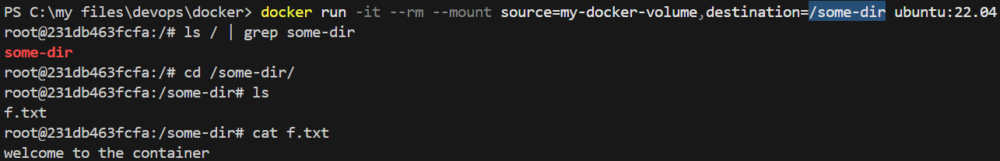 PS C:\my files\devops\docker> docker run -it --rm --mount source=my-docker-volume,destination=/some-dir ubuntu:22.04
root@231db463fcfa:/# ls / | grep some-dir
some-dir
root@231db463fcfa:/# cd /some-dir/
root@231db463fcfa:/some-dir# ls
f.txt
root@231db463fcfa:/some-dir# cat f.txt
welcome to the container